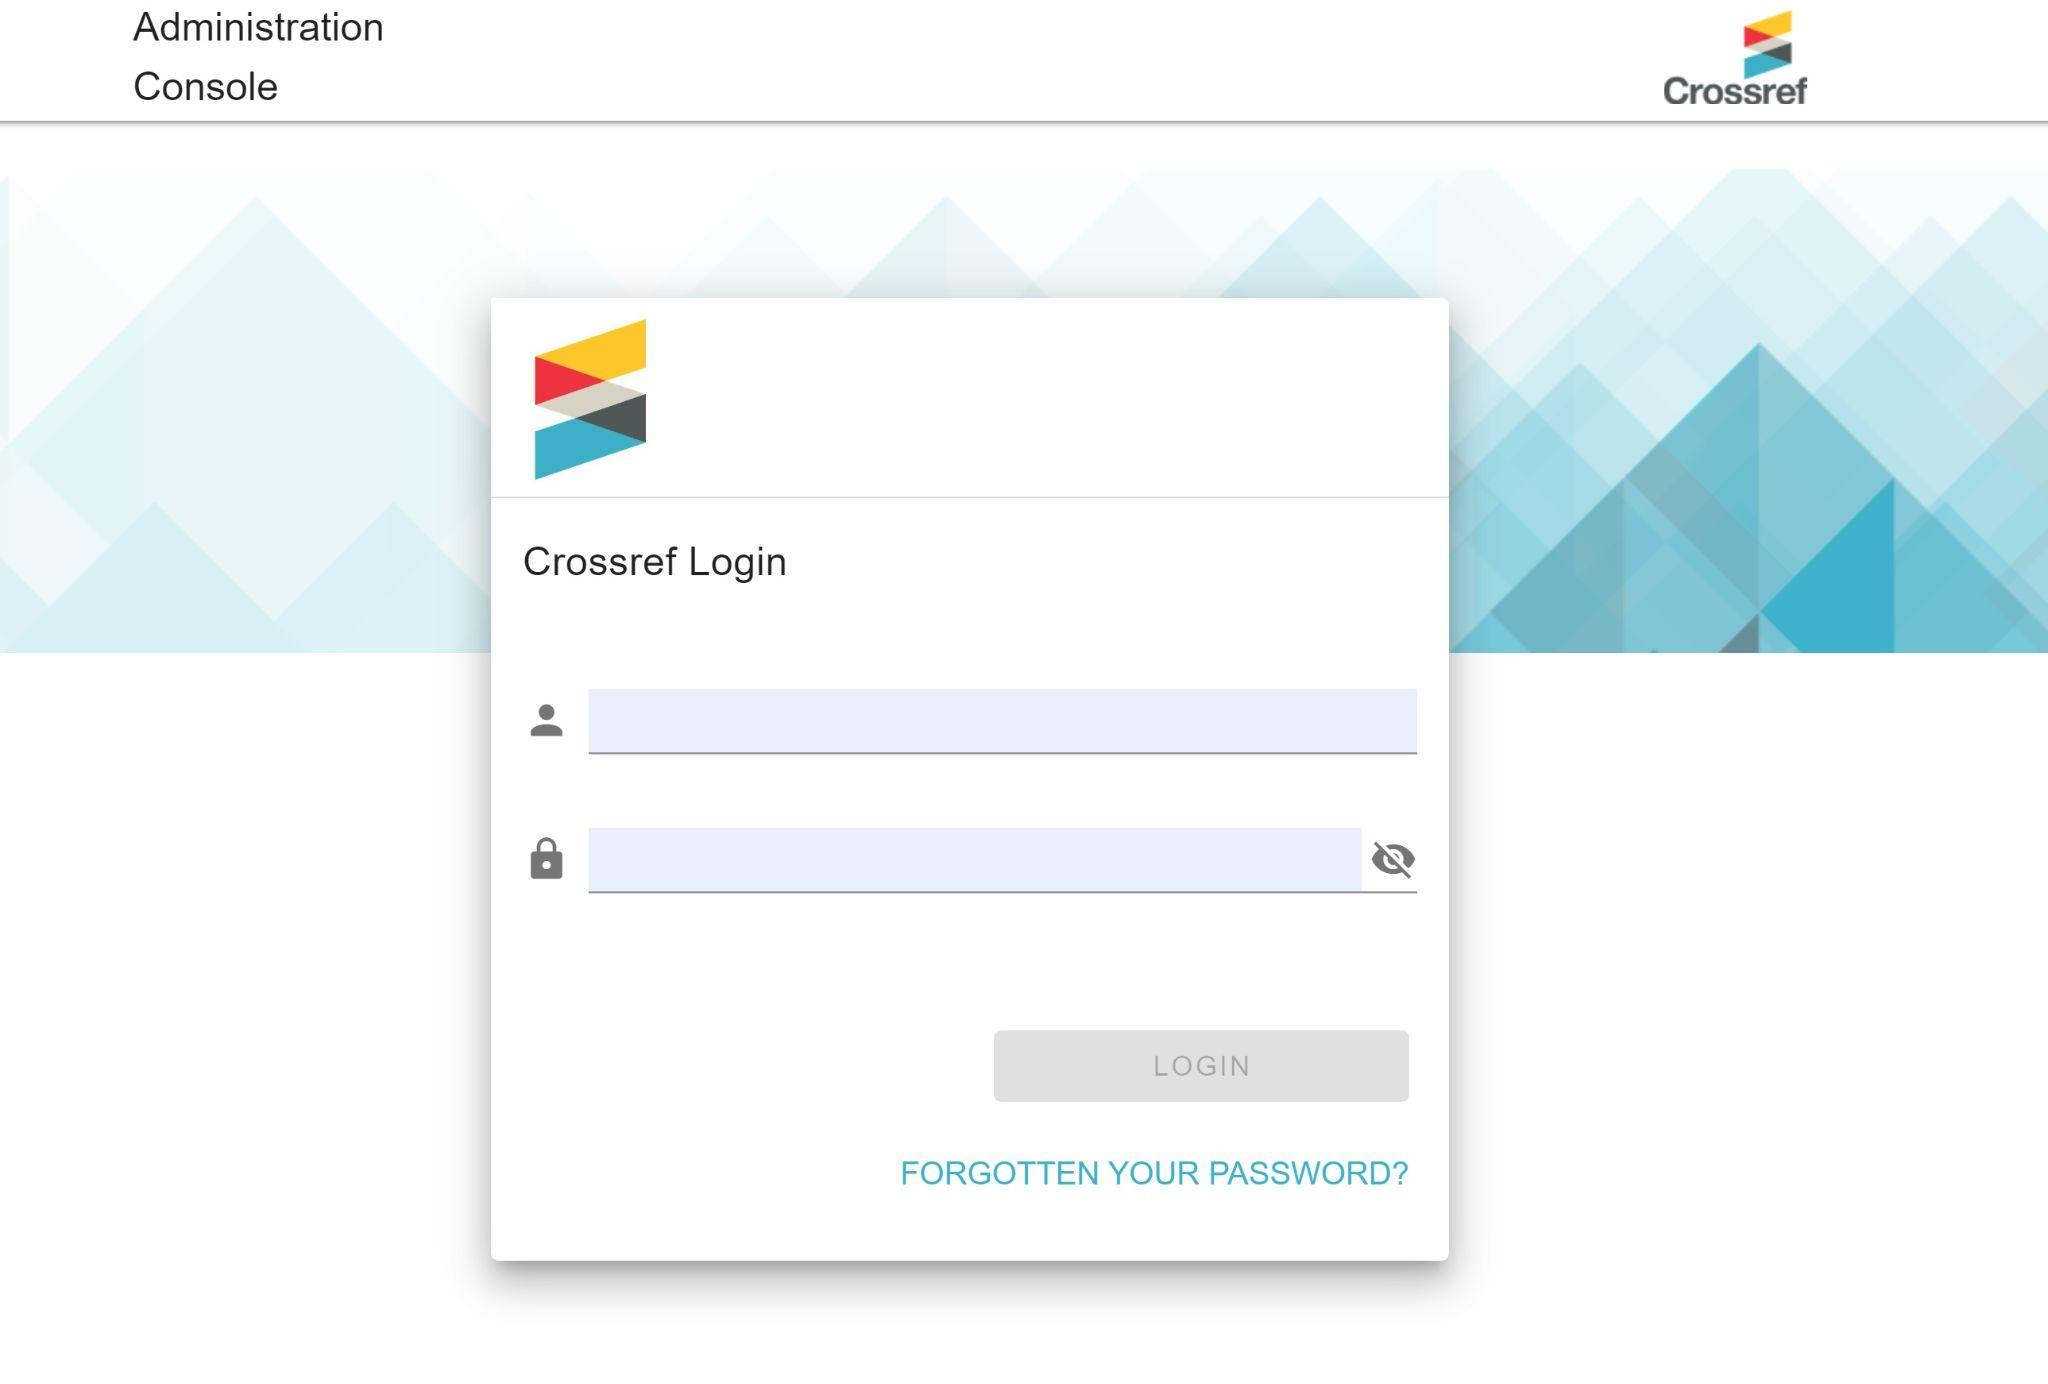 Administration
Console
Crossref
Crossref Login
LOGIN
FORGOTTEN YOUR PASSWORD?